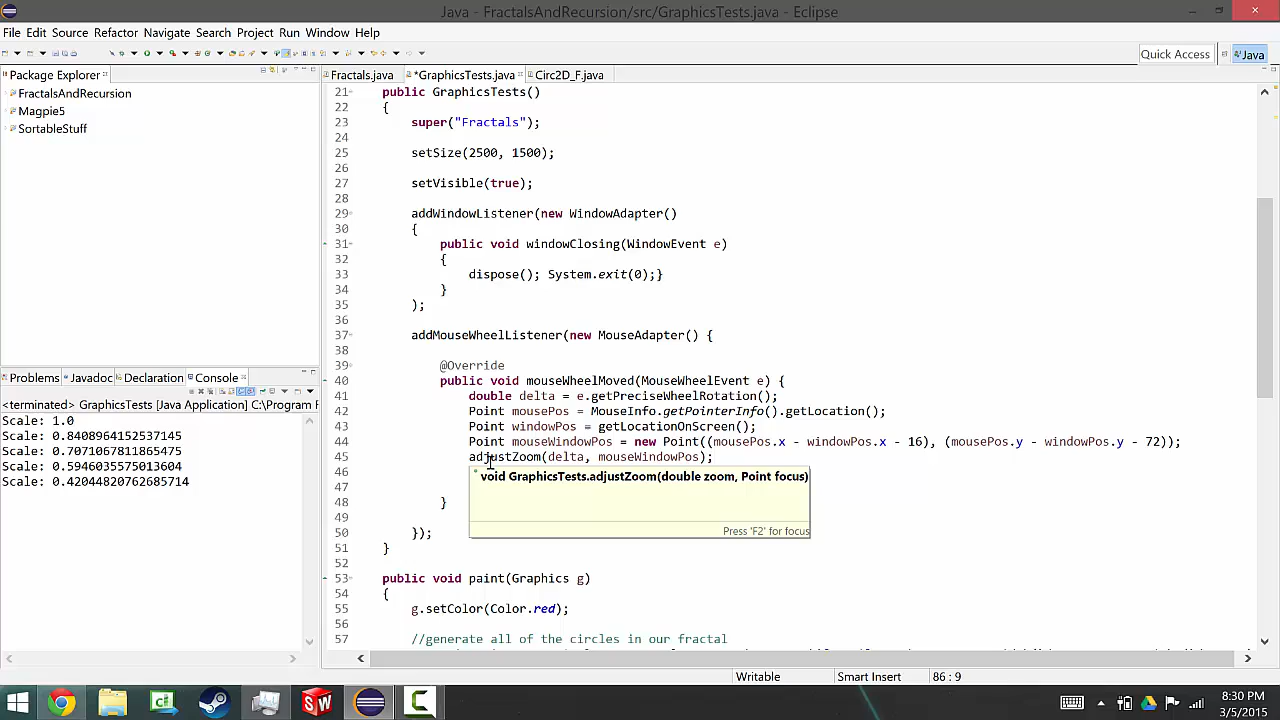 Java - FractalsAndRecursion/src/GraphicsTests.java - Eclipse
File Edit Source Refactor Navigate Search Project Run Window Help
Quick Access
Java
Package Explorer
FractalsAndRecursion
Magpie5
SortableStuff
Fractals.java *GraphicsTests.java Circ2D_F.java
21 public GraphicsTests()
22 {
23 super("Fractals");
24
25 setSize(2500, 1500);
26
27 setVisible(true);
28
29 addWindowListener(new WindowAdapter()
30 {
31 public void windowClosing(WindowEvent e)
32 {
33 dispose(); System.exit(0);}
34 }
35 );
36
37 addMouseWheelListener(new MouseAdapter() {
38
39 @Override
40 public void mouseWheelMoved(MouseWheelEvent e) {
41 double delta = e.getPreciseWheelRotation();
42 Point mousePos = MouseInfo.getPointerInfo().getLocation();
43 Point windowPos = getLocationOnScreen();
44 Point mouseWindowPos = new Point((mousePos.x - windowPos.x - 16), (mousePos.y - windowPos.y - 72));
45 adjustZoom(delta, mouseWindowPos);
46
47
48 }
49
50 });
51 }
52
53 public void paint(Graphics g)
54 {
55 g.setColor(Color.red);
56
57 //generate all of the circles in our fractal
void GraphicsTests.adjustZoom(double zoom, Point focus)
Press 'F2' for focus
Problems Javadoc Declaration Console
<terminated> GraphicsTests [Java Application] C:\Program F
Scale: 1.0
Scale: 0.8408964152537145
Scale: 0.7071067811865475
Scale: 0.5946035575013604
Scale: 0.42044820762685714
Writable Smart Insert 86 : 9
8:30 PM
3/5/2015